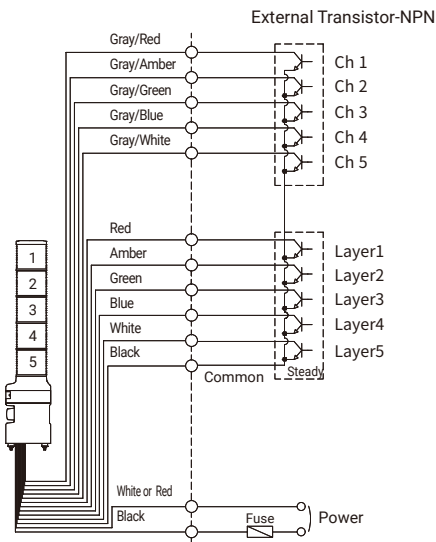 External Transistor-NPN
Gray/Red
Ch 1
Gray/Amber
Ch 2
Gray/Green
Ch 3
Gray/Blue
Ch 4
Gray/White
Ch 5
Red
Layer1
Amber
Layer2
Green
Layer3
Blue
Layer4
White
Layer5
Black
Common
Steady
1
2
3
4
5
White or Red
Black
Fuse
Power